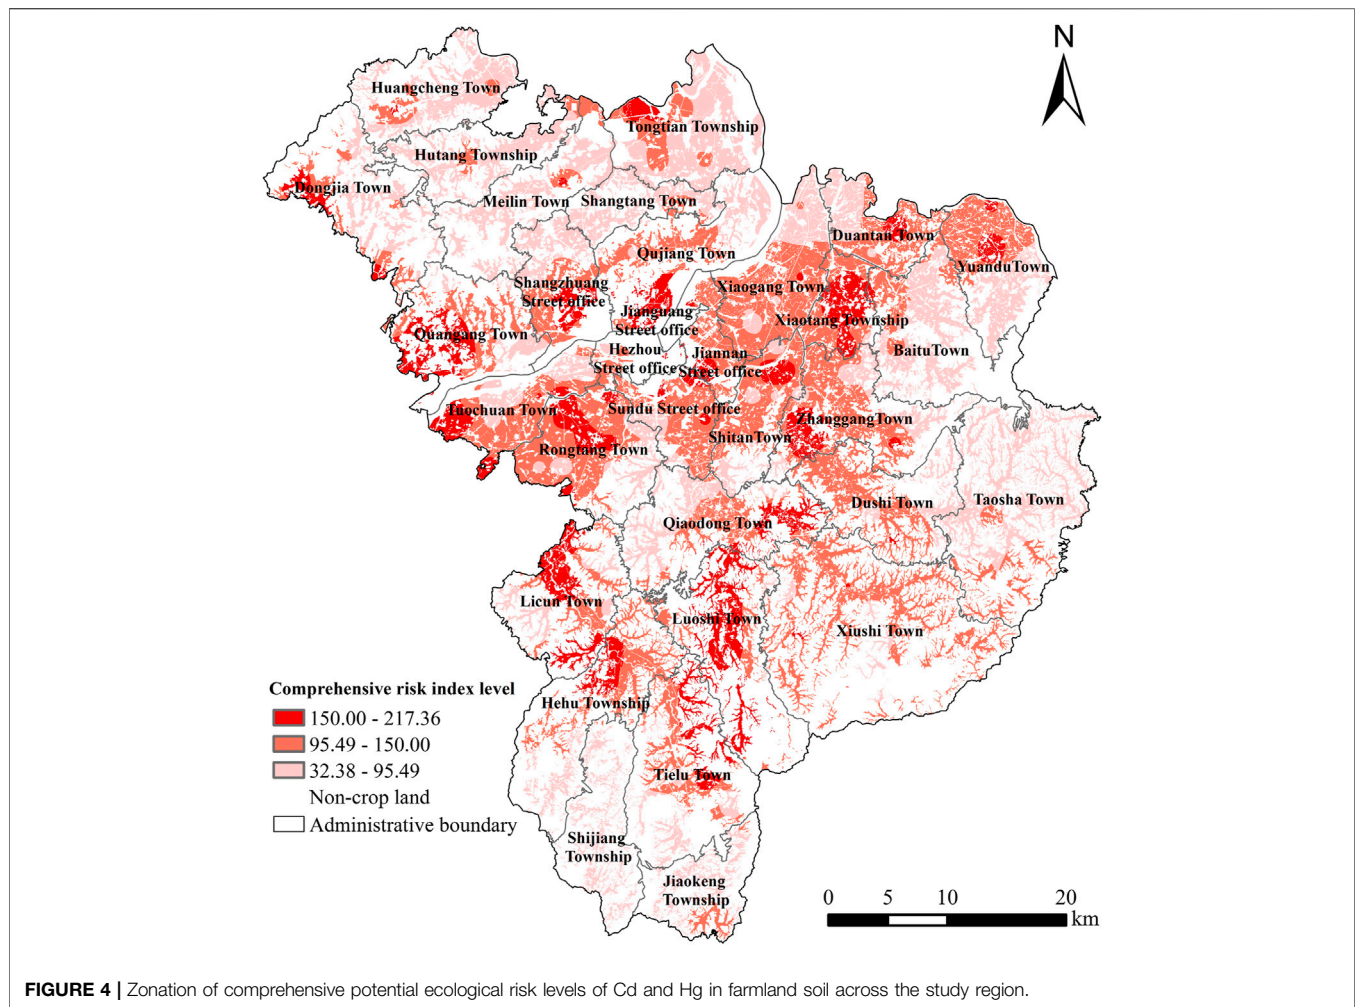 N
Huangcheng Town
Tongtian Township
Hutang Township
Dongjia Town
Meilin Town
Shangtang Town
Duantan Town
Qujiang Town
YuanduTown
Shangzhuang
Street office
Xiaogang Town
Jianguang
Street office
Xiaotang Township
Quangang Town
Hezhou
Street office
Jiannan
Street office
BaituTown
Tuochuan Town
Sundu Street office
ZhanggangTown
ShitanTown
Rongtang Town
Dushi Town
Taosha Town
Qiaodong Town
Licun Town
Luoshi Town
Xiushi Town
Hehu Township
Tielu Town
Shijiang
Township
Jiaokeng
Township
Comprehensive risk index level
150.00 - 217.36
95.49 - 150.00
32.38 - 95.49
Non-crop land
Administrative boundary
0 5 10 20
km
FIGURE 4 | Zonation of comprehensive potential ecological risk levels of Cd and Hg in farmland soil across the study region.